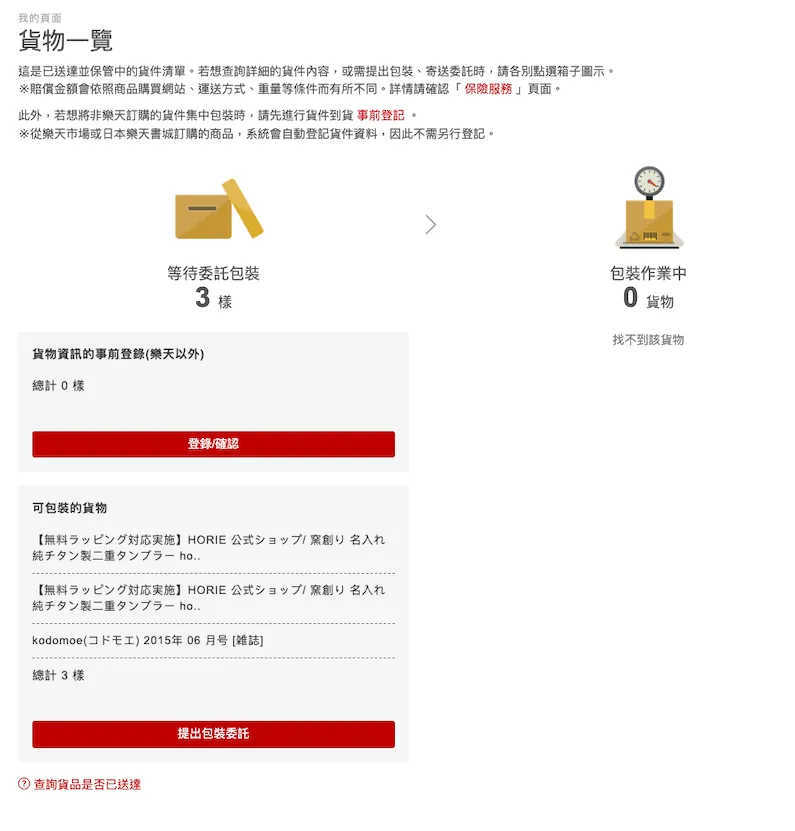 我的頁面
貨物一覽
這是已送達並保管中的貨件清單。若想查詢詳細的貨件內容，或需提出包裝、寄送委託時，請各別點選箱子圖示。
※賠償金額會依照商品購買網站、運送方式、重量等條件而有所不同。詳情請確認「 保險服務 」頁面。
此外，若想將非樂天訂購的貨件集中包裝時，請先進行貨件到貨 事前登記 。
※從樂天市場或日本樂天書城訂購的商品，系統會自動登記貨件資料，因此不需另行登記。
等待委託包裝
3 樣
包裝作業中
0 貨物
找不到該貨物
貨物資訊的事前登錄(樂天以外)
總計 0 樣
登錄/確認
可包裝的貨物
【無料ラッピング対応実施】HORIE 公式ショップ/ 窯創り 名入れ
純チタン製二重タンブラー ho..
【無料ラッピング対応実施】HORIE 公式ショップ/ 窯創り 名入れ
純チタン製二重タンブラー ho..
kodomoe(コドモエ) 2015年 06 月号 [雑誌]
總計 3 樣
提出包裝委託
查詢貨品是否已送達